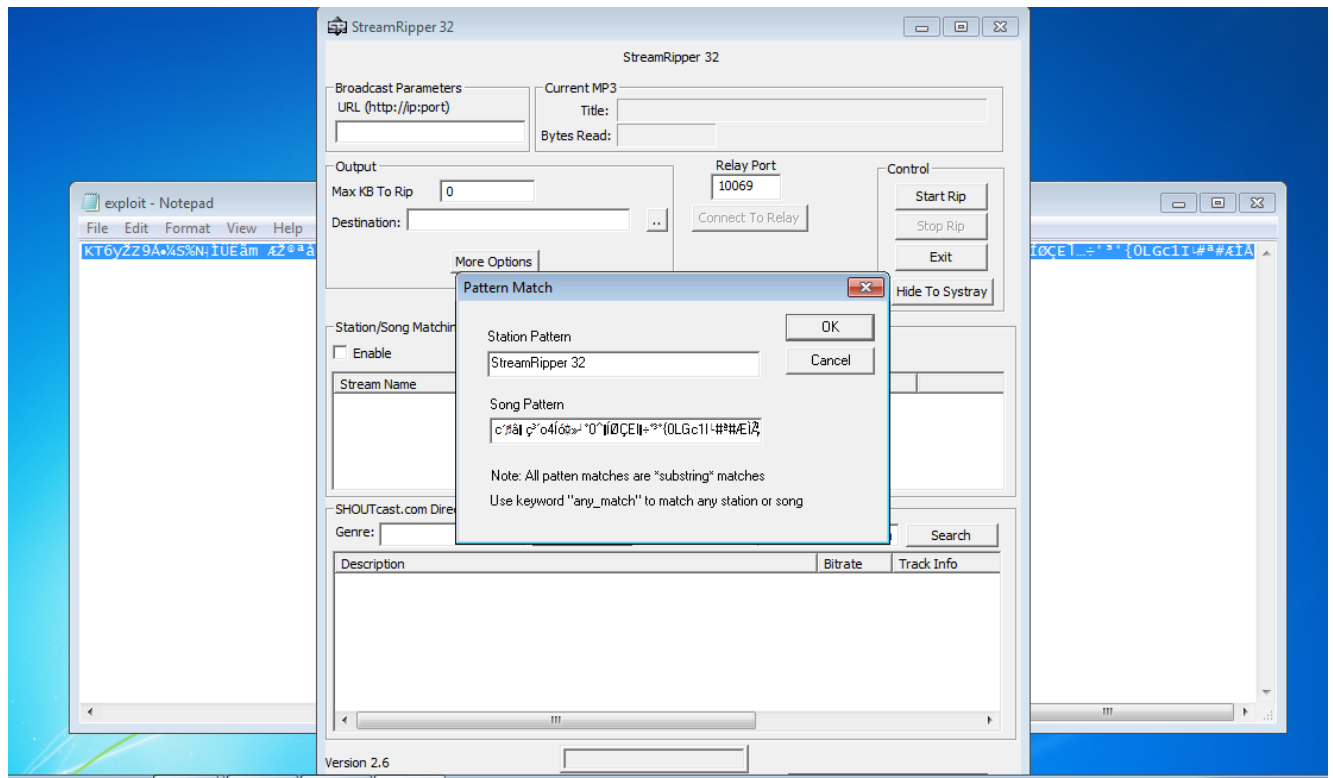 StreamRipper 32
StreamRipper 32
Broadcast Parameters
URL (http://ip:port)
Current MP3
Title:
Bytes Read:
Output
Max KB To Rip 0
Destination: ..
More Options
Relay Port
10069
Connect To Relay
Control
Start Rip
Stop Rip
Exit
Hide To Systray
exploit - Notepad
File Edit Format View Help
Pattern Match
Station Pattern
StreamRipper 32
Song Pattern
OK
Cancel
Note: All patten matches are *substring* matches
Use keyword "any_match" to match any station or song
Station/Song Matchin
Enable
Stream Name
SHOUTcast.com Dire
Genre:
Search
Description Bitrate Track Info
Version 2.6